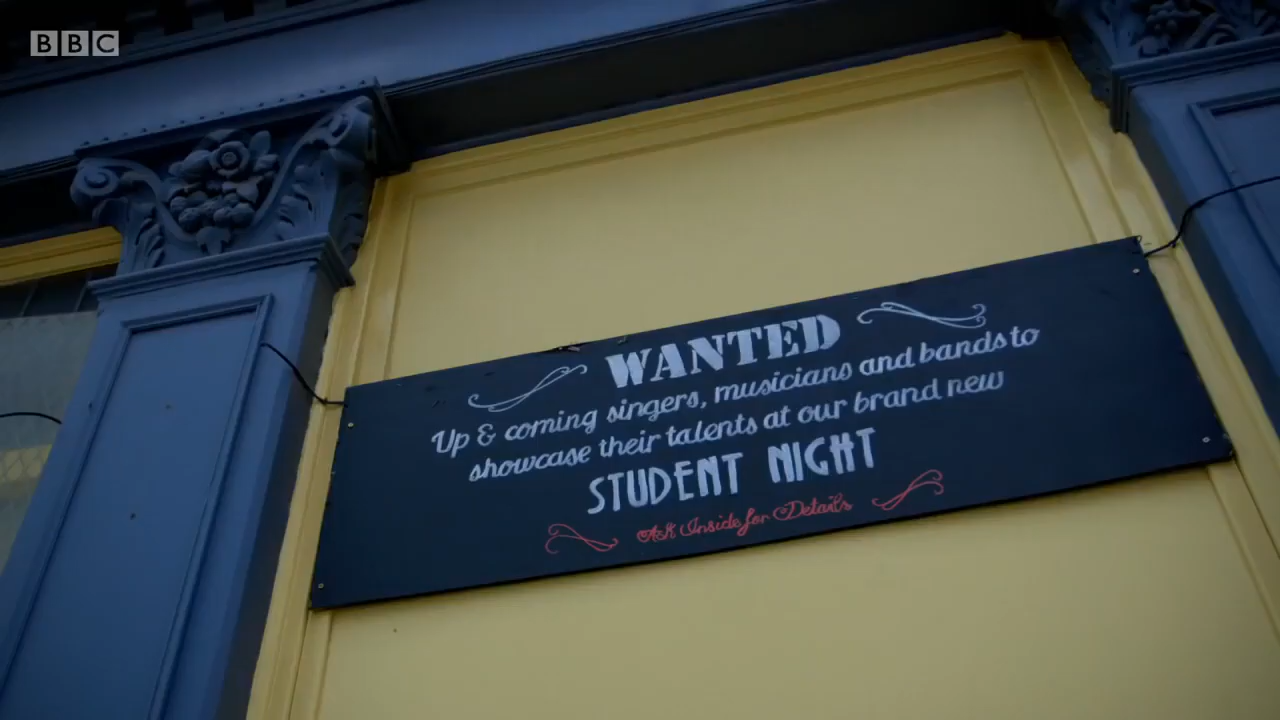 BBC
WANTED
Up & coming singers, musicians and bands to
showcase their talents at our brand new
STUDENT NIGHT
Ask Inside for Details